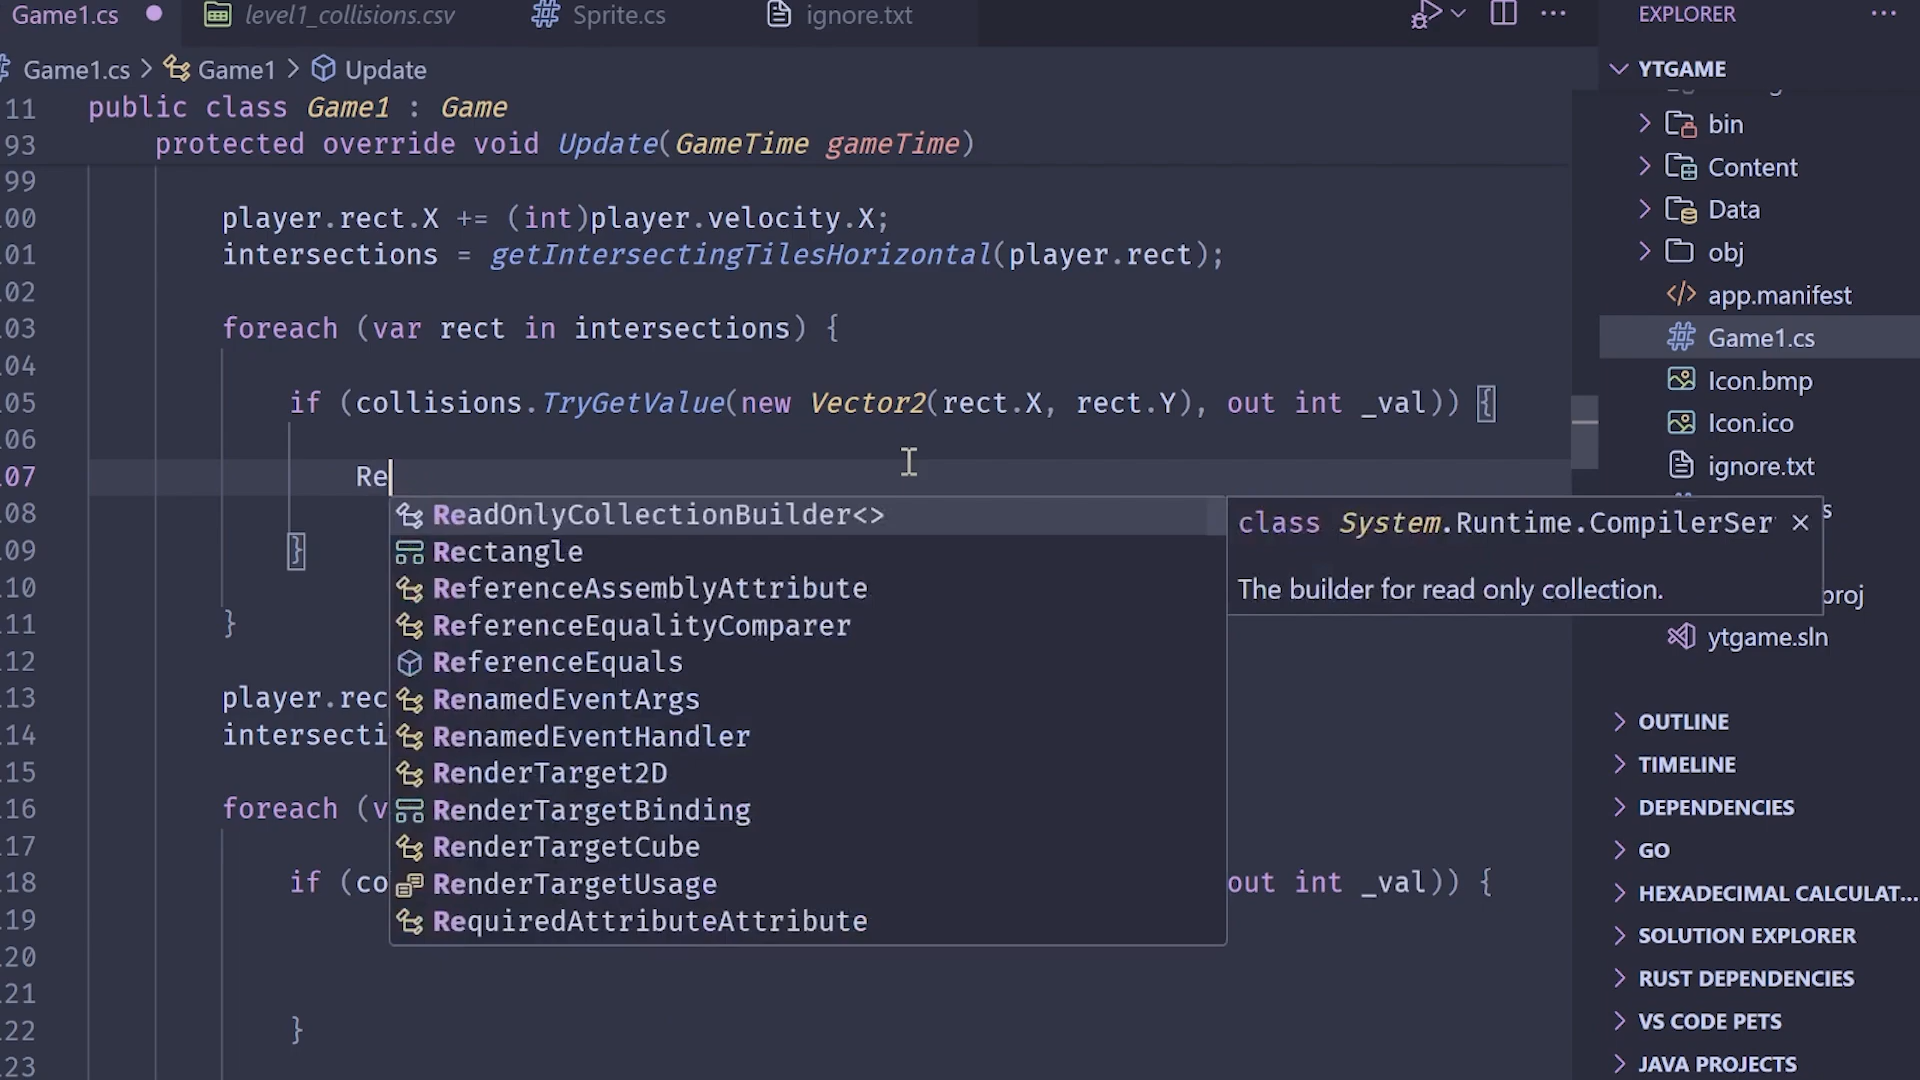 Game1.cs
level1_collisions.csv
Sprite.cs
ignore.txt
EXPLORER
Game1.cs > Game1 > Update
YTGAME
11 public class Game1 : Game
93 protected override void Update(GameTime gameTime)
99
00 player.rect.X += (int)player.velocity.X;
01 intersections = getIntersectingTilesHorizontal(player.rect);
02
03 foreach (var rect in intersections) {
04
05 if (collisions.TryGetValue(new Vector2(rect.X, rect.Y), out int _val)) {
06
07 Re
08
09 }
10
11 }
12
13 player.rec
14 intersecti
15
16 foreach (v
17
18 if (co out int _val)) {
19
20
21
22 }
23
ReadOnlyCollectionBuilder<>
Rectangle
ReferenceAssemblyAttribute
ReferenceEqualityComparer
ReferenceEquals
RenamedEventArgs
RenamedEventHandler
RenderTarget2D
RenderTargetBinding
RenderTargetCube
RenderTargetUsage
RequiredAttributeAttribute
class System.Runtime.CompilerSer
The builder for read only collection.
bin
Content
Data
obj
app.manifest
Game1.cs
Icon.bmp
Icon.ico
ignore.txt
s
proj
ytgame.sln
OUTLINE
TIMELINE
DEPENDENCIES
GO
HEXADECIMAL CALCULAT...
SOLUTION EXPLORER
RUST DEPENDENCIES
VS CODE PETS
JAVA PROJECTS